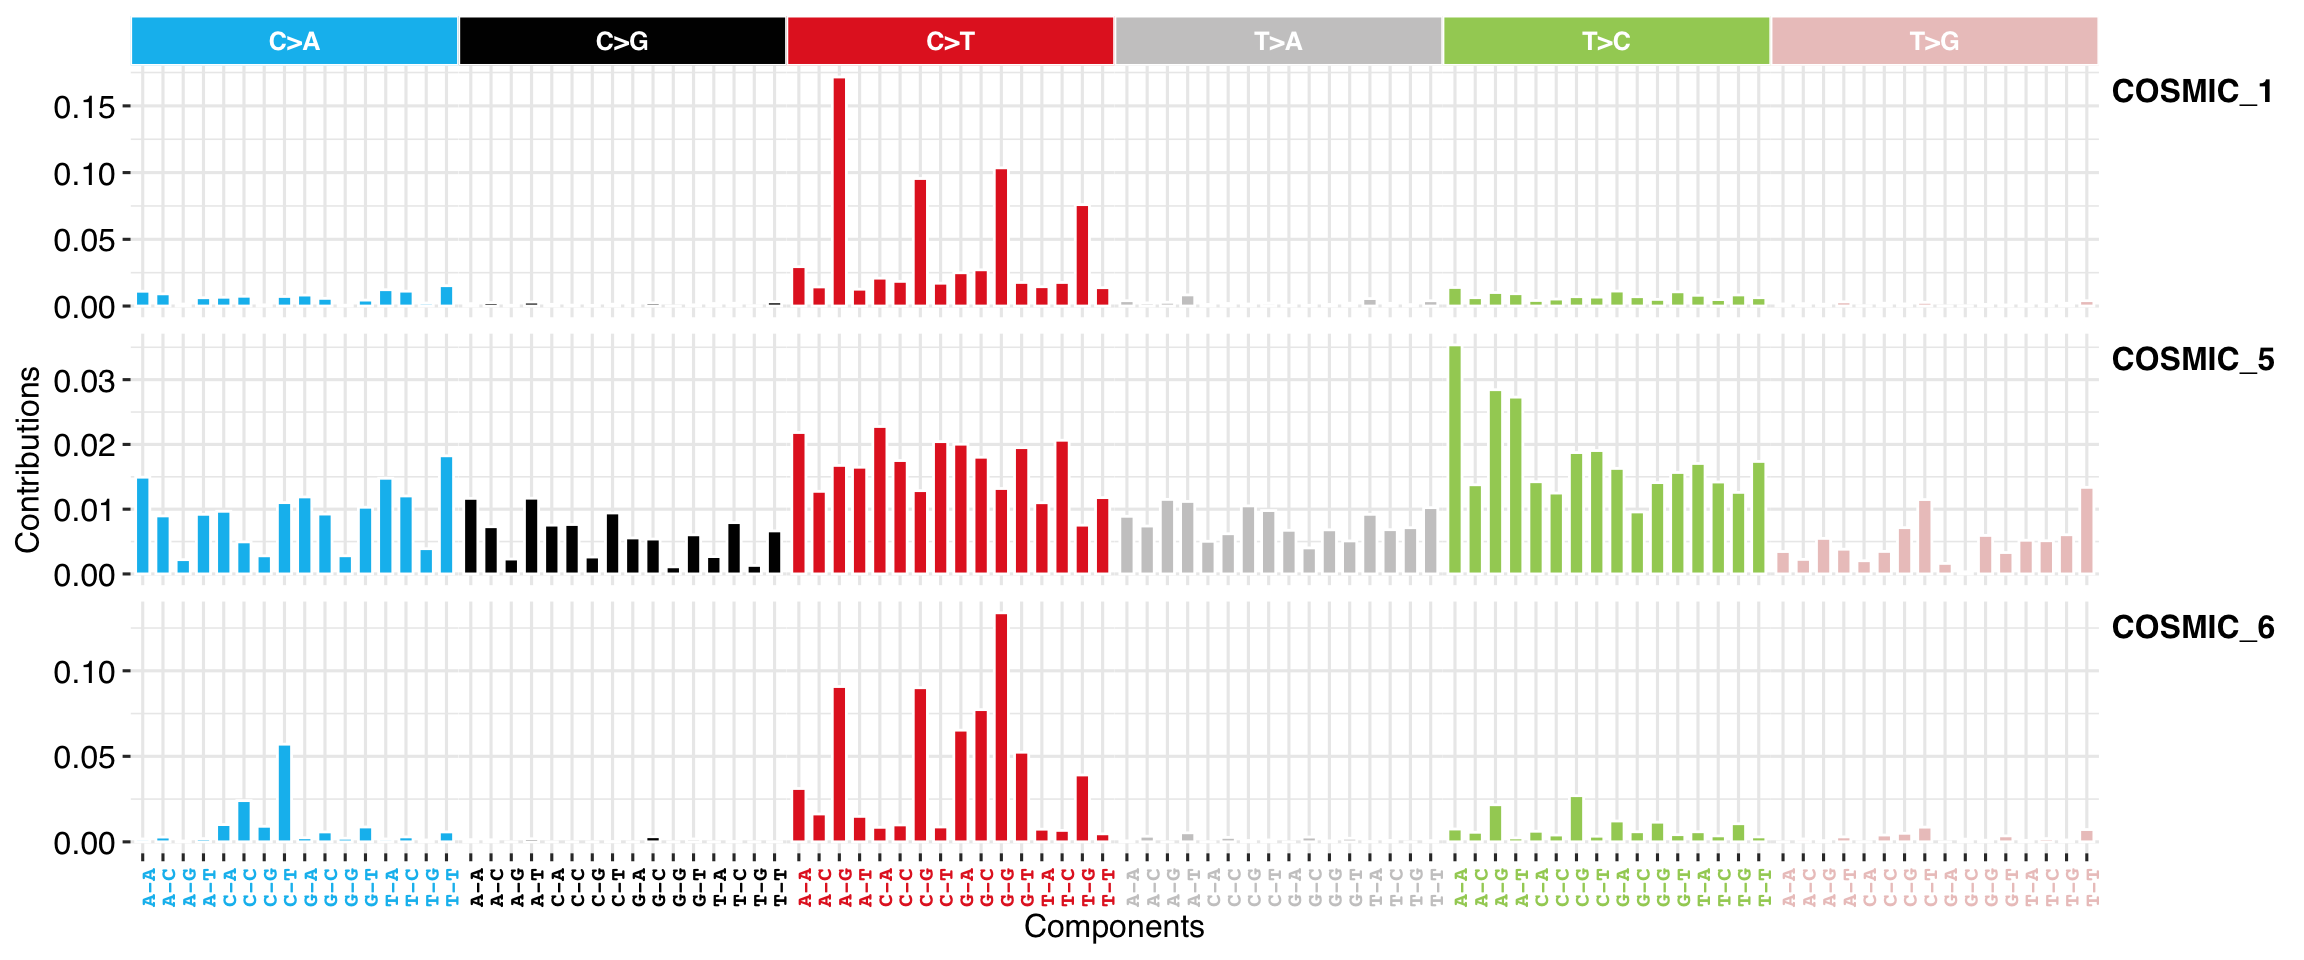 C>A C>G C>T T>A T>C T>G
COSMIC_1
0.15
0.10
0.05
0.00
COSMIC_5
0.03
0.02
0.01
0.00
COSMIC_6
0.10
0.05
0.00
Contributions
A-A A-C A-G A-T C-A C-C C-G C-T G-A G-C G-G G-T T-A T-C T-G T-T A-A A-C A-G A-T C-A C-C C-G C-T G-A G-C G-G G-T T-A T-C T-G T-T A-A A-C A-G A-T C-A C-C C-G C-T G-A G-C G-G G-T T-A T-C T-G T-T A-A A-C A-G A-T C-A C-C C-G C-T G-A G-C G-G G-T T-A T-C T-G T-T A-A A-C A-G A-T C-A C-C C-G C-T G-A G-C G-G G-T T-A T-C T-G T-T A-A A-C A-G A-T C-A C-C C-G C-T G-A G-C G-G G-T T-A T-C T-G T-T
Components